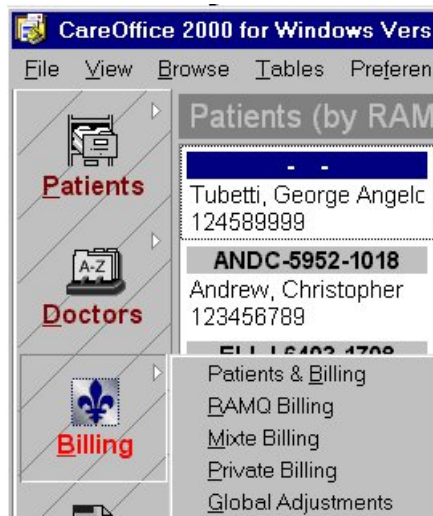 CareOffice 2000 for Windows Vers
File View Browse Tables Preferen
Patients (by RAM
Patients
- -
Tubetti, George Angelc
124589999
ANDC-5952-1018
Andrew, Christopher
123456789
Doctors
A-Z
Billing
Patients & Billing
RAMQ Billing
Mixte Billing
Private Billing
Global Adjustments